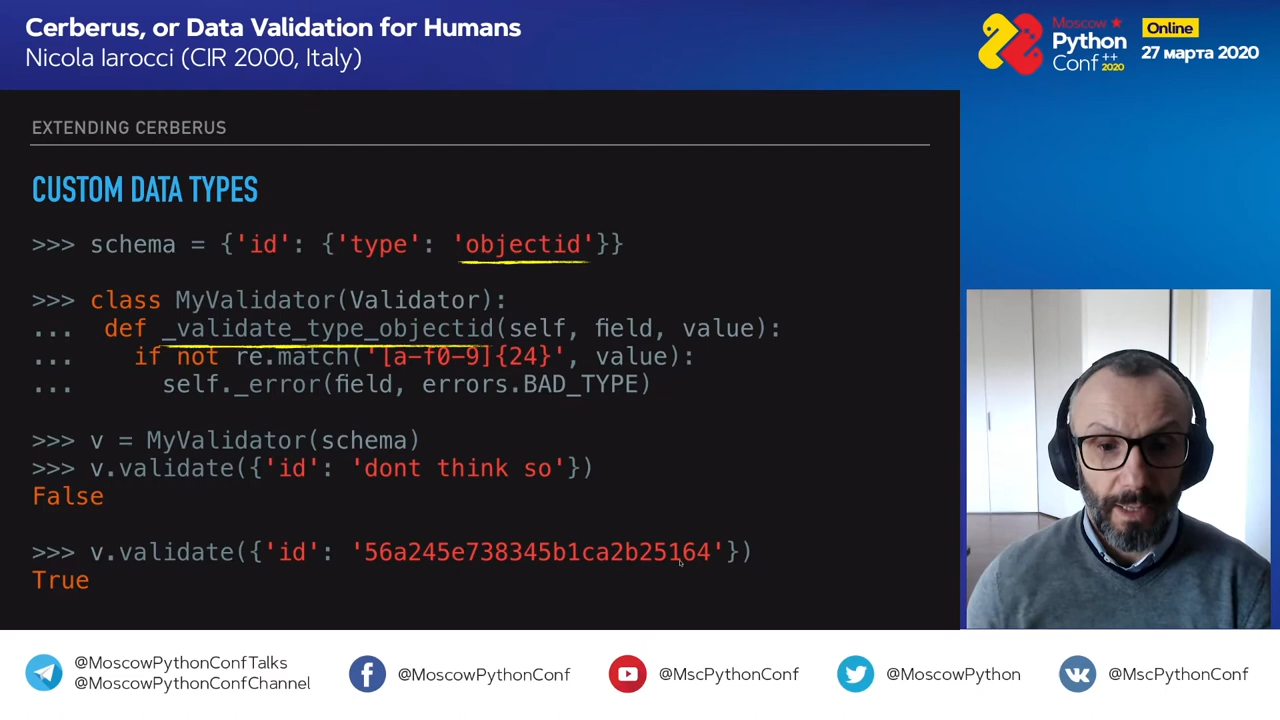 Cerberus, or Data Validation for Humans
Nicola Iarocci (CIR 2000, Italy)
Moscow
Python
Conf ++ 2020
Online
27 марта 2020
EXTENDING CERBERUS
CUSTOM DATA TYPES
>>> schema = {'id': {'type': 'objectid'}}
>>> class MyValidator(Validator):
... def _validate_type_objectid(self, field, value):
... if not re.match('[a-f0-9]{24}', value):
... self._error(field, errors.BAD_TYPE)
>>> v = MyValidator(schema)
>>> v.validate({'id': 'dont think so'})
False
>>> v.validate({'id': '56a245e738345b1ca2b25164'})
True
@MoscowPythonConfTalks
@MoscowPythonConfChannel
@MoscowPythonConf
@MscPythonConf
@MoscowPython
@MscPythonConf